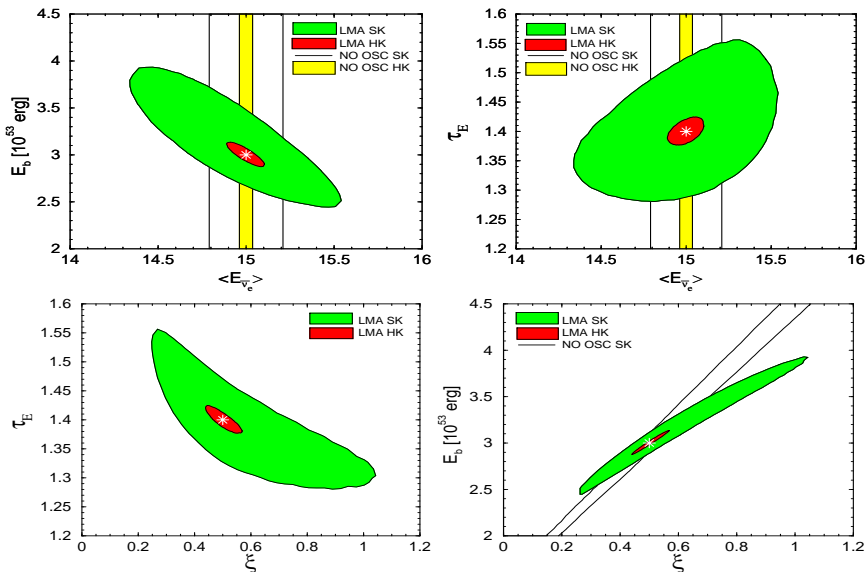 4.5
4
3.5
3
2.5
2
E_b [10^53 erg]
LMA SK
LMA HK
NO OSC SK
NO OSC HK
14 14.5 15 15.5 16
<E_ν̄e>
1.6
1.55
1.5
1.45
1.4
1.35
1.3
1.25
1.2
τ_E
LMA SK
LMA HK
NO OSC SK
NO OSC HK
14 14.5 15 15.5 16
<E_ν̄e>
1.6
1.55
1.5
1.45
1.4
1.35
1.3
1.25
1.2
τ_E
LMA SK
LMA HK
0 0.2 0.4 0.6 0.8 1 1.2
ξ
4.5
4
3.5
3
2.5
2
E_b [10^53 erg]
LMA SK
LMA HK
NO OSC SK
0 0.2 0.4 0.6 0.8 1 1.2
ξ